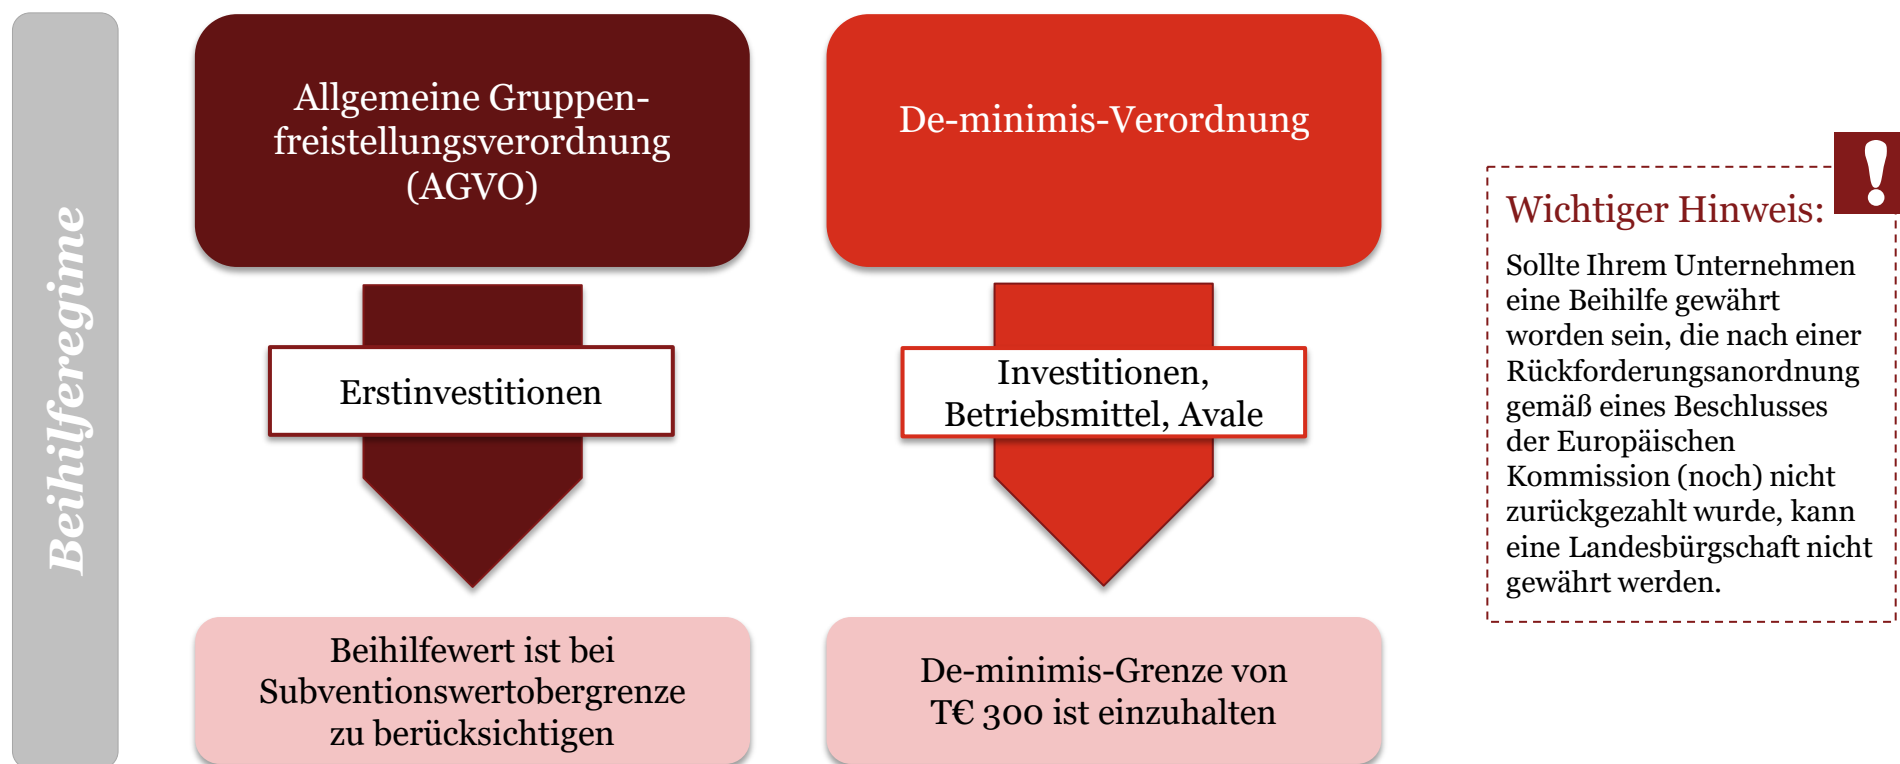 Beihilferegime
Allgemeine Gruppen-
freistellungsverordnung
(AGVO)
Erstinvestitionen
Beihilfewert ist bei
Subventionswertobergrenze
zu berücksichtigen
De-minimis-Verordnung
Investitionen,
Betriebsmittel, Avale
De-minimis-Grenze von
T€ 300 ist einzuhalten
!
Wichtiger Hinweis:
Sollte Ihrem Unternehmen
eine Beihilfe gewährt
worden sein, die nach einer
Rückforderungsanordnung
gemäß eines Beschlusses
der Europäischen
Kommission (noch) nicht
zurückgezahlt wurde, kann
eine Landesbürgschaft nicht
gewährt werden.